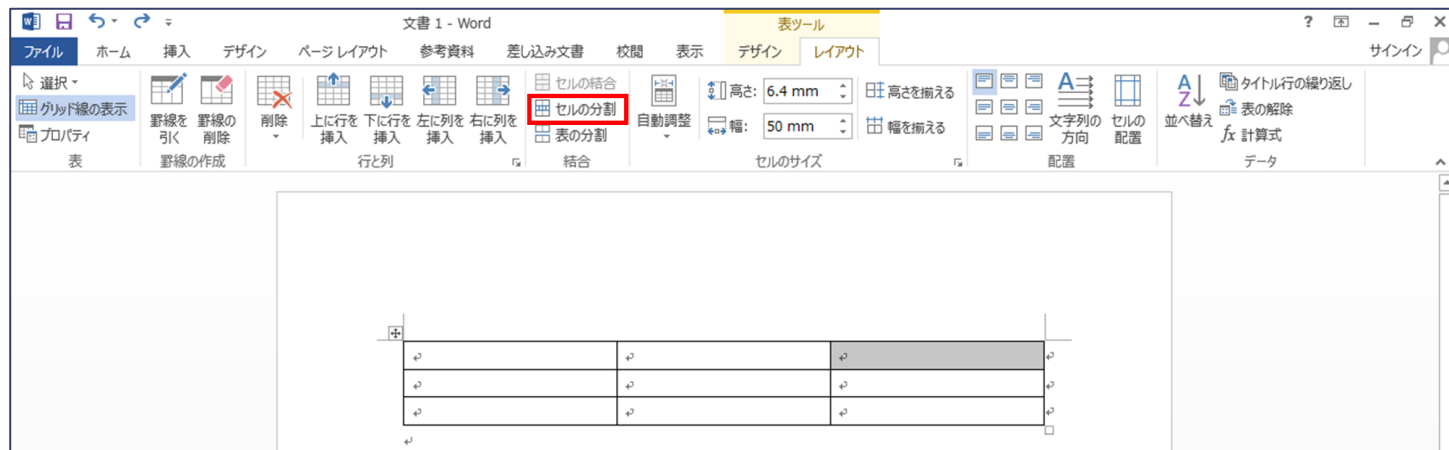 文書 1 - Word
表ツール
?
ファイル ホーム 挿入 デザイン ページ レイアウト 参考資料 差し込み文書 校閲 表示 デザイン レイアウト サインイン
選択
グリッド線の表示
プロパティ
表
罫線を引く
罫線の削除
罫線の作成
削除
上に行を挿入
下に行を挿入
左に列を挿入
右に列を挿入
行と列
セルの結合
セルの分割
表の分割
結合
自動調整
高さ: 6.4 mm
幅: 50 mm
高さを揃える
幅を揃える
セルのサイズ
文字列の方向
セルの配置
配置
並べ替え
タイトル行の繰り返し
表の解除
fx 計算式
データ